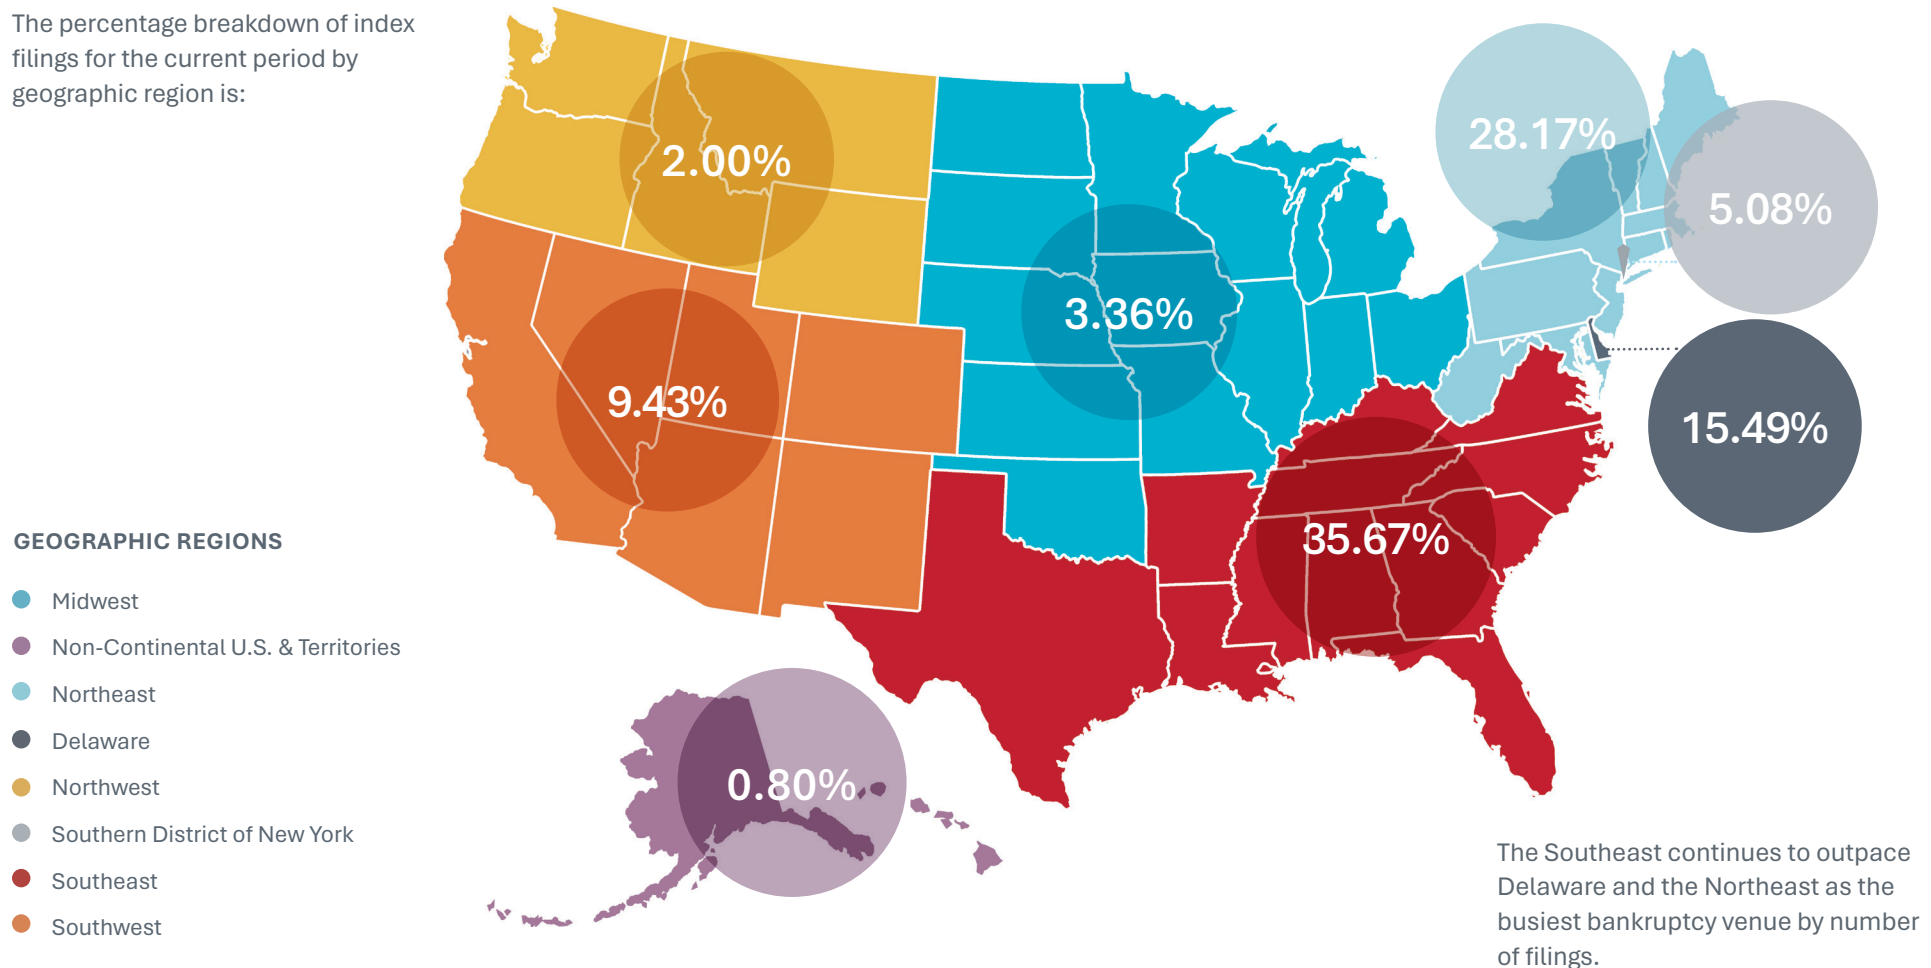 The percentage breakdown of index
filings for the current period by
geographic region is:
2.00%
28.17%
5.08%
3.36%
9.43%
15.49%
35.67%
0.80%
GEOGRAPHIC REGIONS
Midwest
Non-Continental U.S. & Territories
Northeast
Delaware
Northwest
Southern District of New York
Southeast
Southwest
The Southeast continues to outpace
Delaware and the Northeast as the
busiest bankruptcy venue by number
of filings.